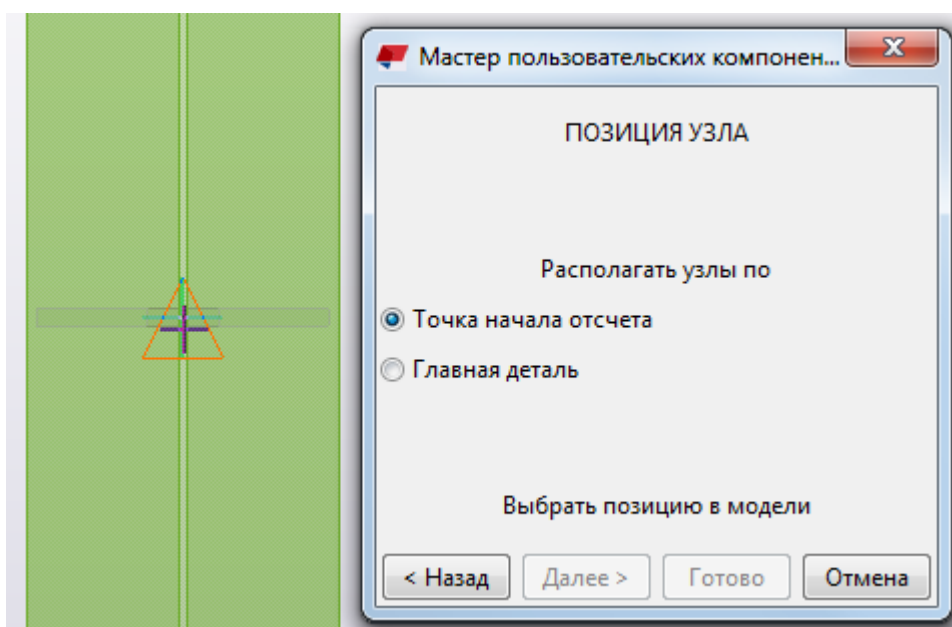 Мастер пользовательских компонен...
ПОЗИЦИЯ УЗЛА
Располагать узлы по
Точка начала отсчета
Главная деталь
Выбрать позицию в модели
< Назад Далее > Готово Отмена